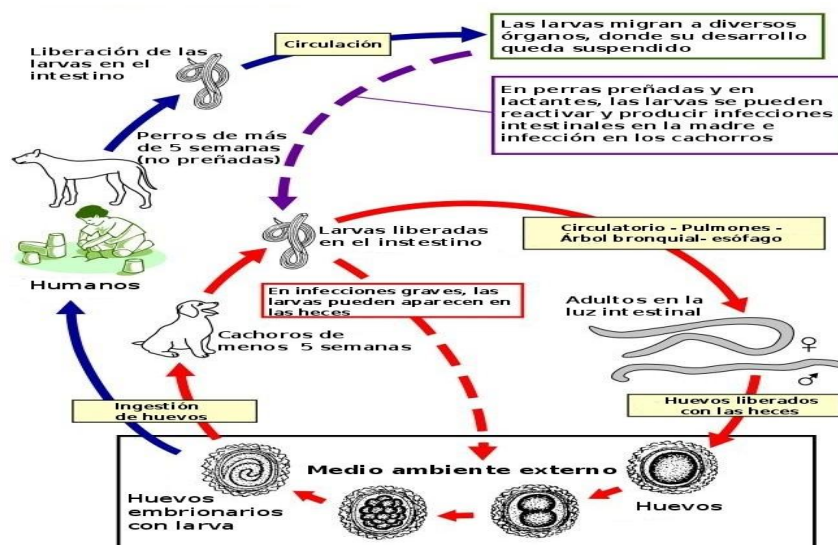 Liberación de las
larvas en el
intestino
Circulación
Las larvas migran a diversos
órganos, donde su desarrollo
queda suspendido
En perras preñadas y en
lactantes, las larvas se pueden
reactivar y producir infecciones
intestinales en la madre e
infección en los cachorros
Perros de más
de 5 semanas
(no preñadas)
Humanos
Larvas liberadas
en el instestino
Circulatorio - Pulmones -
Árbol bronquial- esófago
En infecciones graves, las
larvas pueden aparecen en
las heces
Cachoros de
menos 5 semanas
Adultos en la
luz intestinal
♀
♂
Ingestión
de huevos
Huevos liberados
con las heces
Medio ambiente externo
Huevos
embrionarios
con larva
Huevos